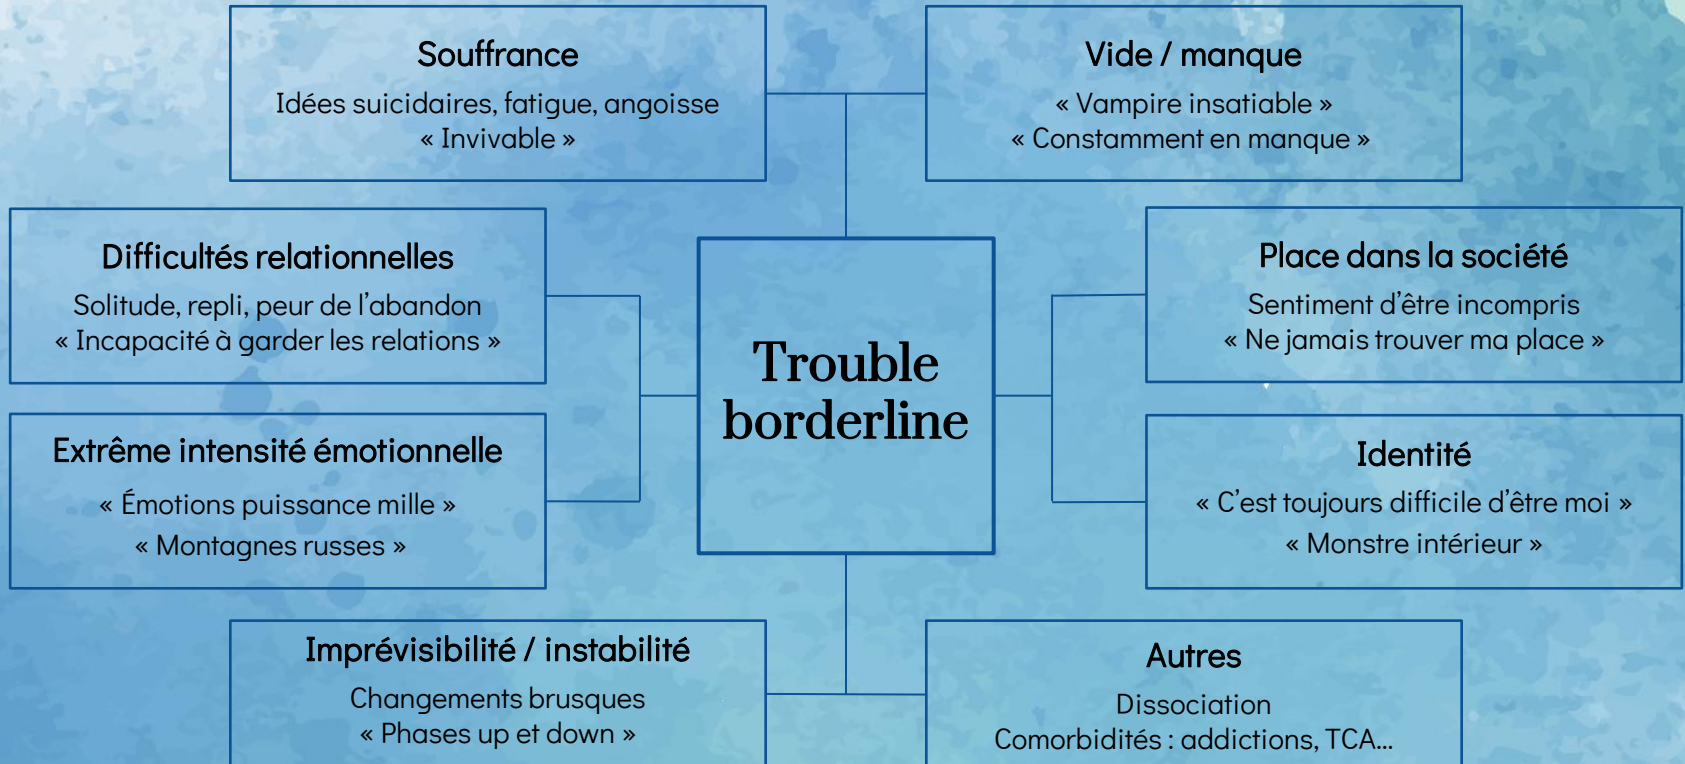 Souffrance
Idées suicidaires, fatigue, angoisse
« Invivable »
Vide / manque
« Vampire insatiable »
« Constamment en manque »
Difficultés relationnelles
Solitude, repli, peur de l’abandon
« Incapacité à garder les relations »
Place dans la société
Sentiment d’être incompris
« Ne jamais trouver ma place »
Trouble
borderline
Extrême intensité émotionnelle
« Émotions puissance mille »
« Montagnes russes »
Identité
« C’est toujours difficile d’être moi »
« Monstre intérieur »
Imprévisibilité / instabilité
Changements brusques
« Phases up et down »
Autres
Dissociation
Comorbidités : addictions, TCA...